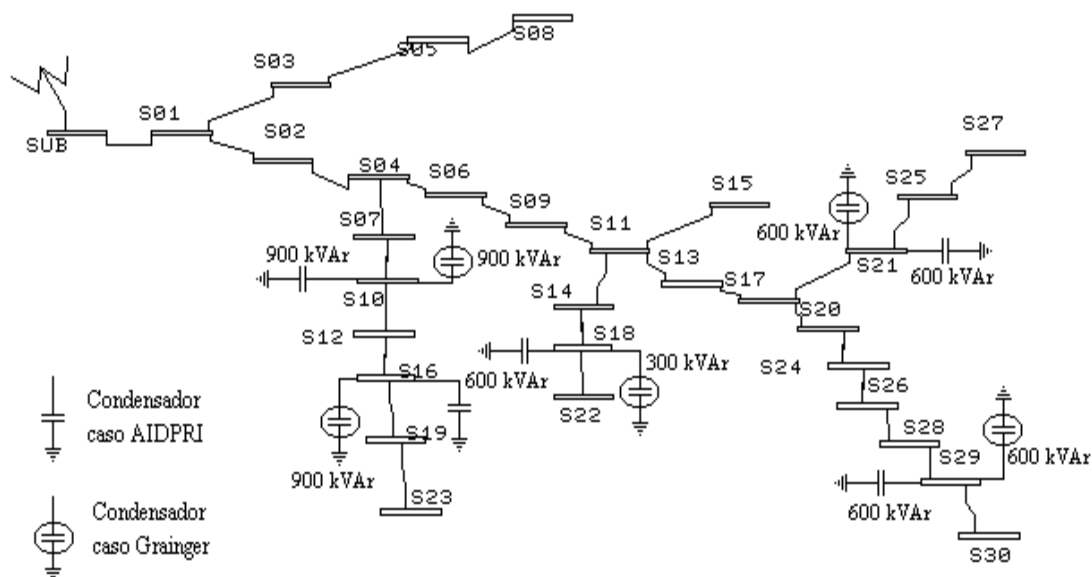 S08
S05
S03
S01
SUB
S02
S27
S04
S06
S25
S15
S09
S07
S11
600 kVAr
900 kVAr
900 kVAr
S13
S21
600 kVAr
S17
S10
S14
S20
S12
S18
300 kVAr
S24
S16
600 kVAr
S26
Condensador
caso AIDPRI
S22
S19
S28
S29
600 kVAr
900 kVAr
S23
600 kVAr
Condensador
caso Grainger
S30